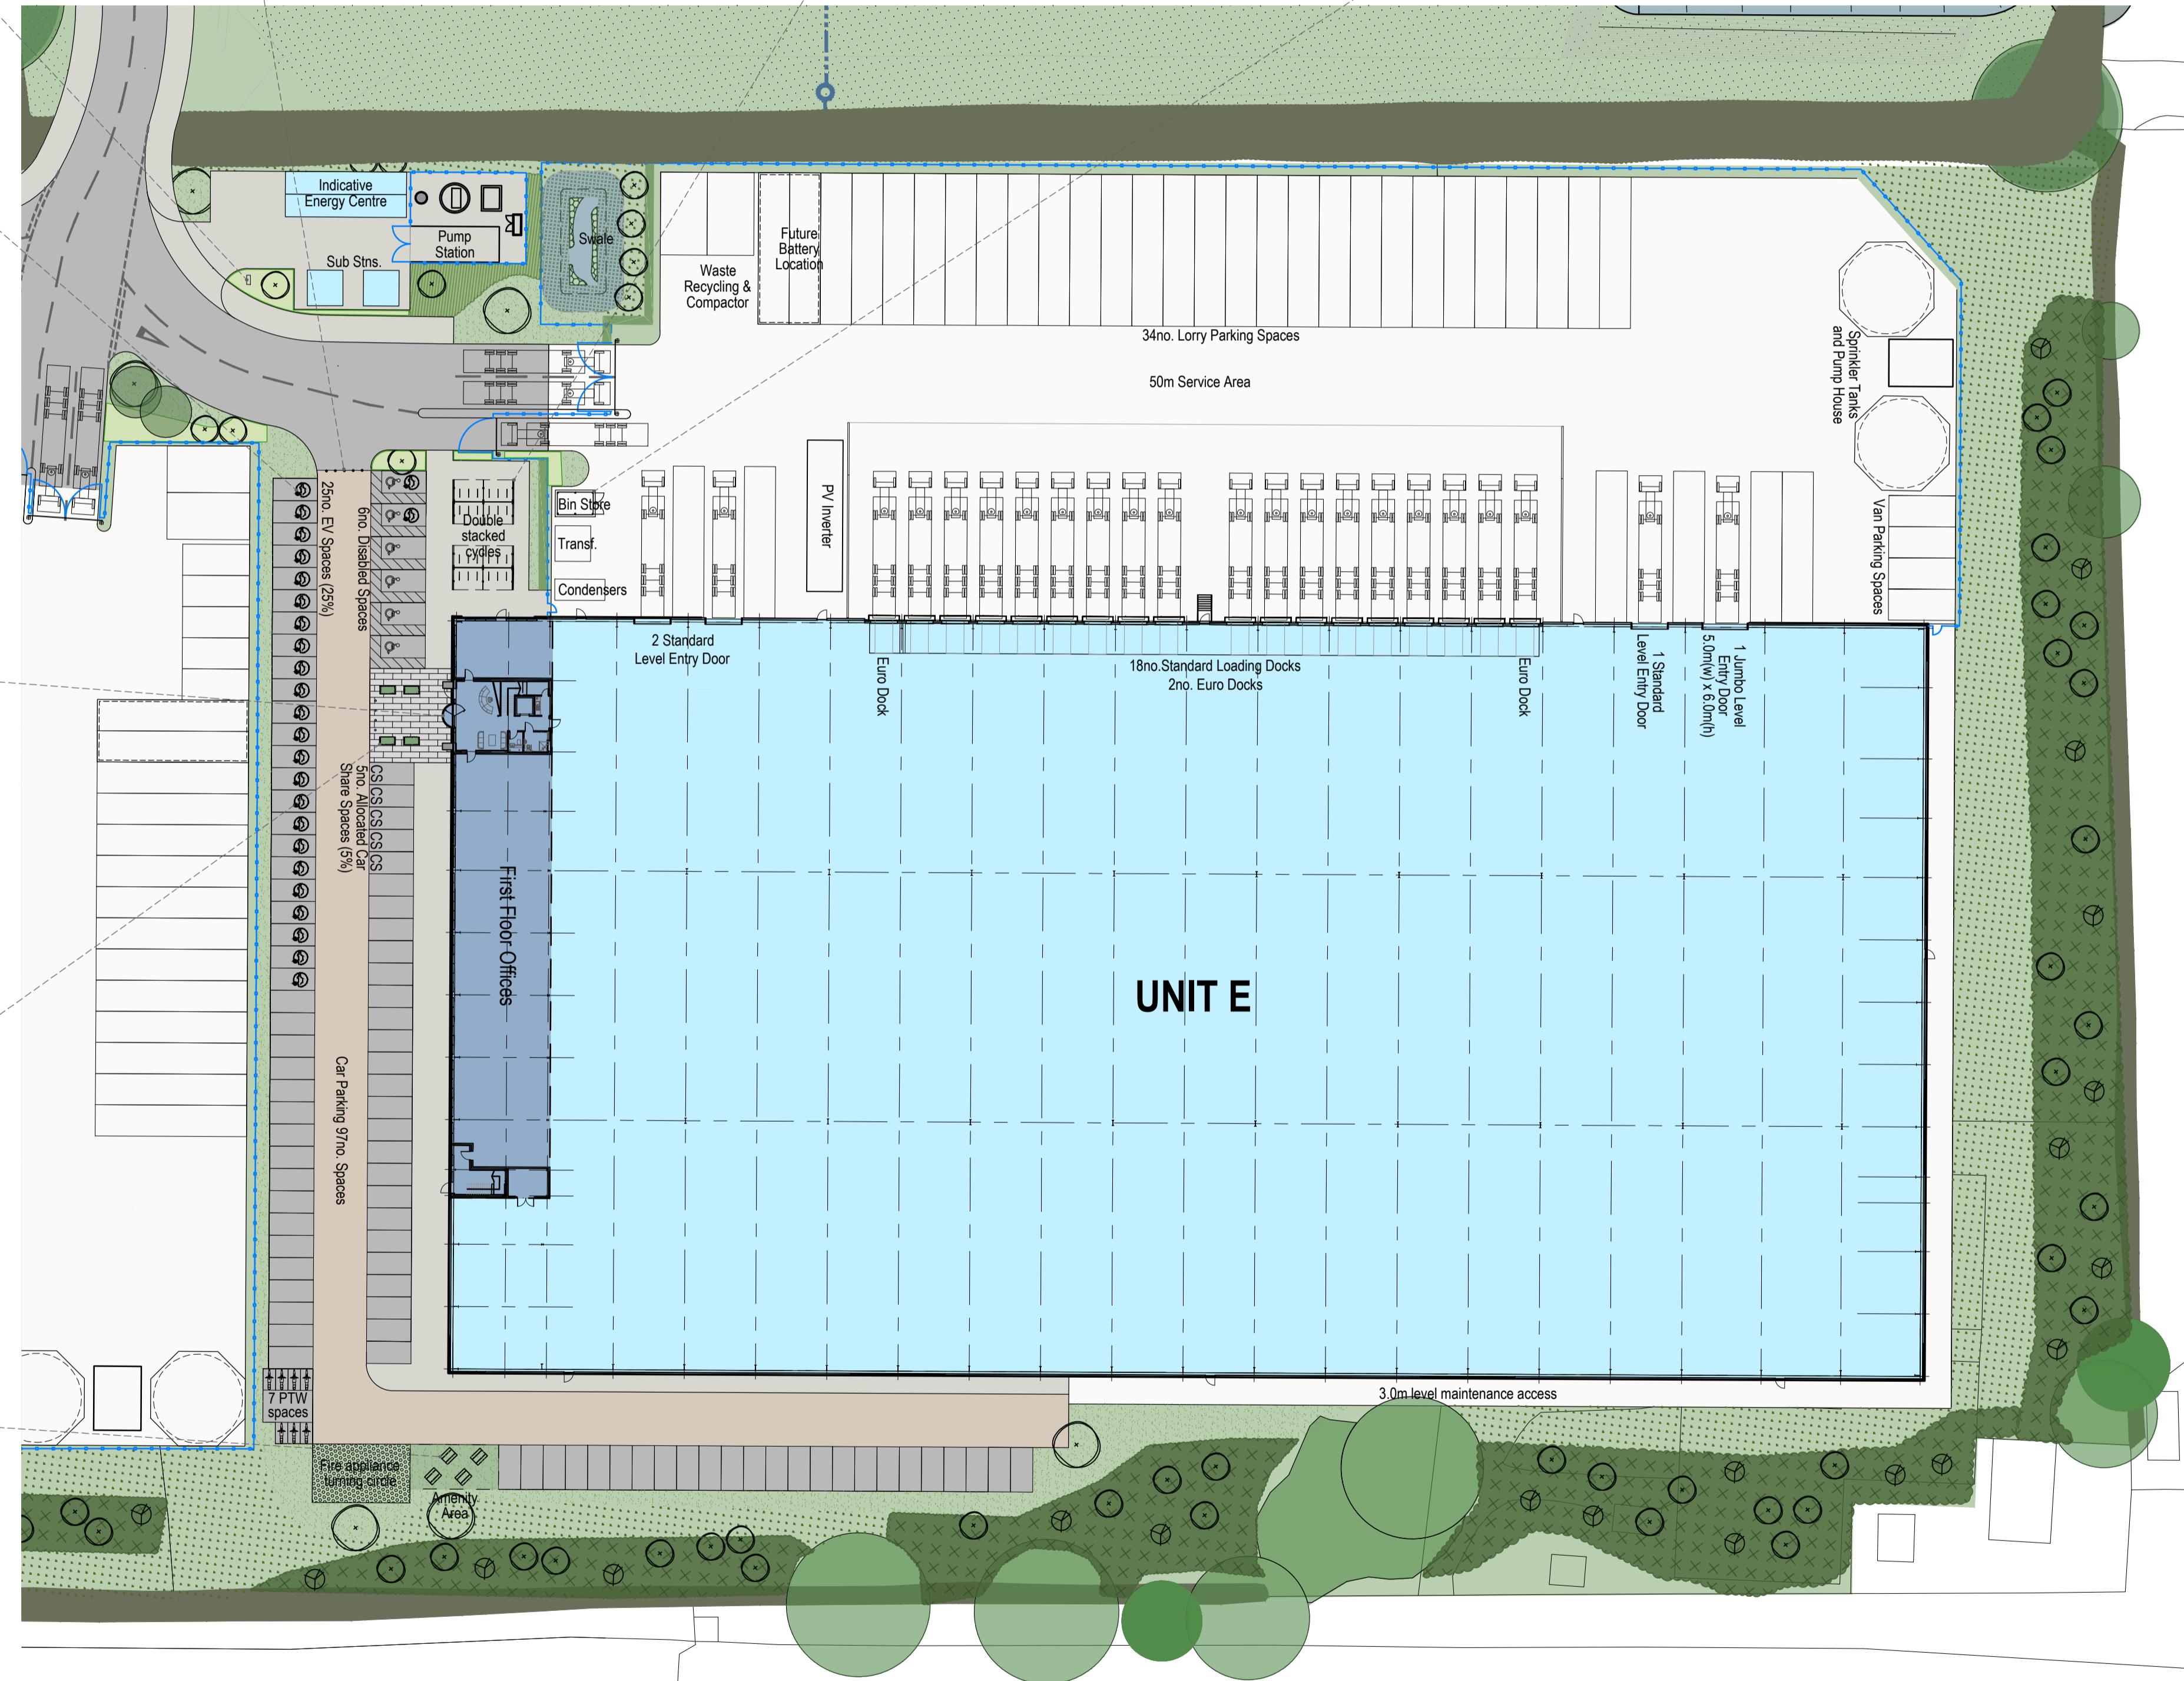 Indicative
Energy Centre
Pump
Station
Sub Stns.
Swale
Waste
Recycling &
Compactor
Future
Battery
Location
34no. Lorry Parking Spaces
50m Service Area
Sprinkler Tanks
and Pump House
Van Parking Spaces
25no. EV Spaces (25%)
6no. Disabled Spaces
Double
stacked
cycles
Bin Store
Transf.
Condensers
PV Inverter
2 Standard
Level Entry Door
Euro Dock
18no.Standard Loading Docks
2no. Euro Docks
Euro Dock
1 Standard
Level Entry Door
1 Jumbo Level
Entry Door
5.0m(w) x 6.0m(h)
CS CS CS CS CS
5no. Allocated Car
Share Spaces (5%)
First Floor Offices
UNIT E
Car Parking 97no. Spaces
7 PTW
spaces
3.0m level maintenance access
Fire appliance
turning circle
Amenity
Area